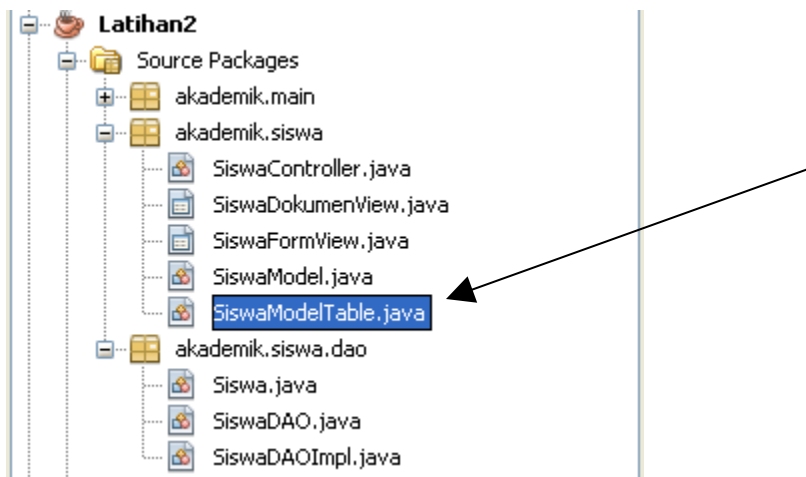 Latihan2
Source Packages
akademik.main
akademik.siswa
SiswaController.java
SiswaDokumenView.java
SiswaFormView.java
SiswaModel.java
SiswaModelTable.java
akademik.siswa.dao
Siswa.java
SiswaDAO.java
SiswaDAOImpl.java